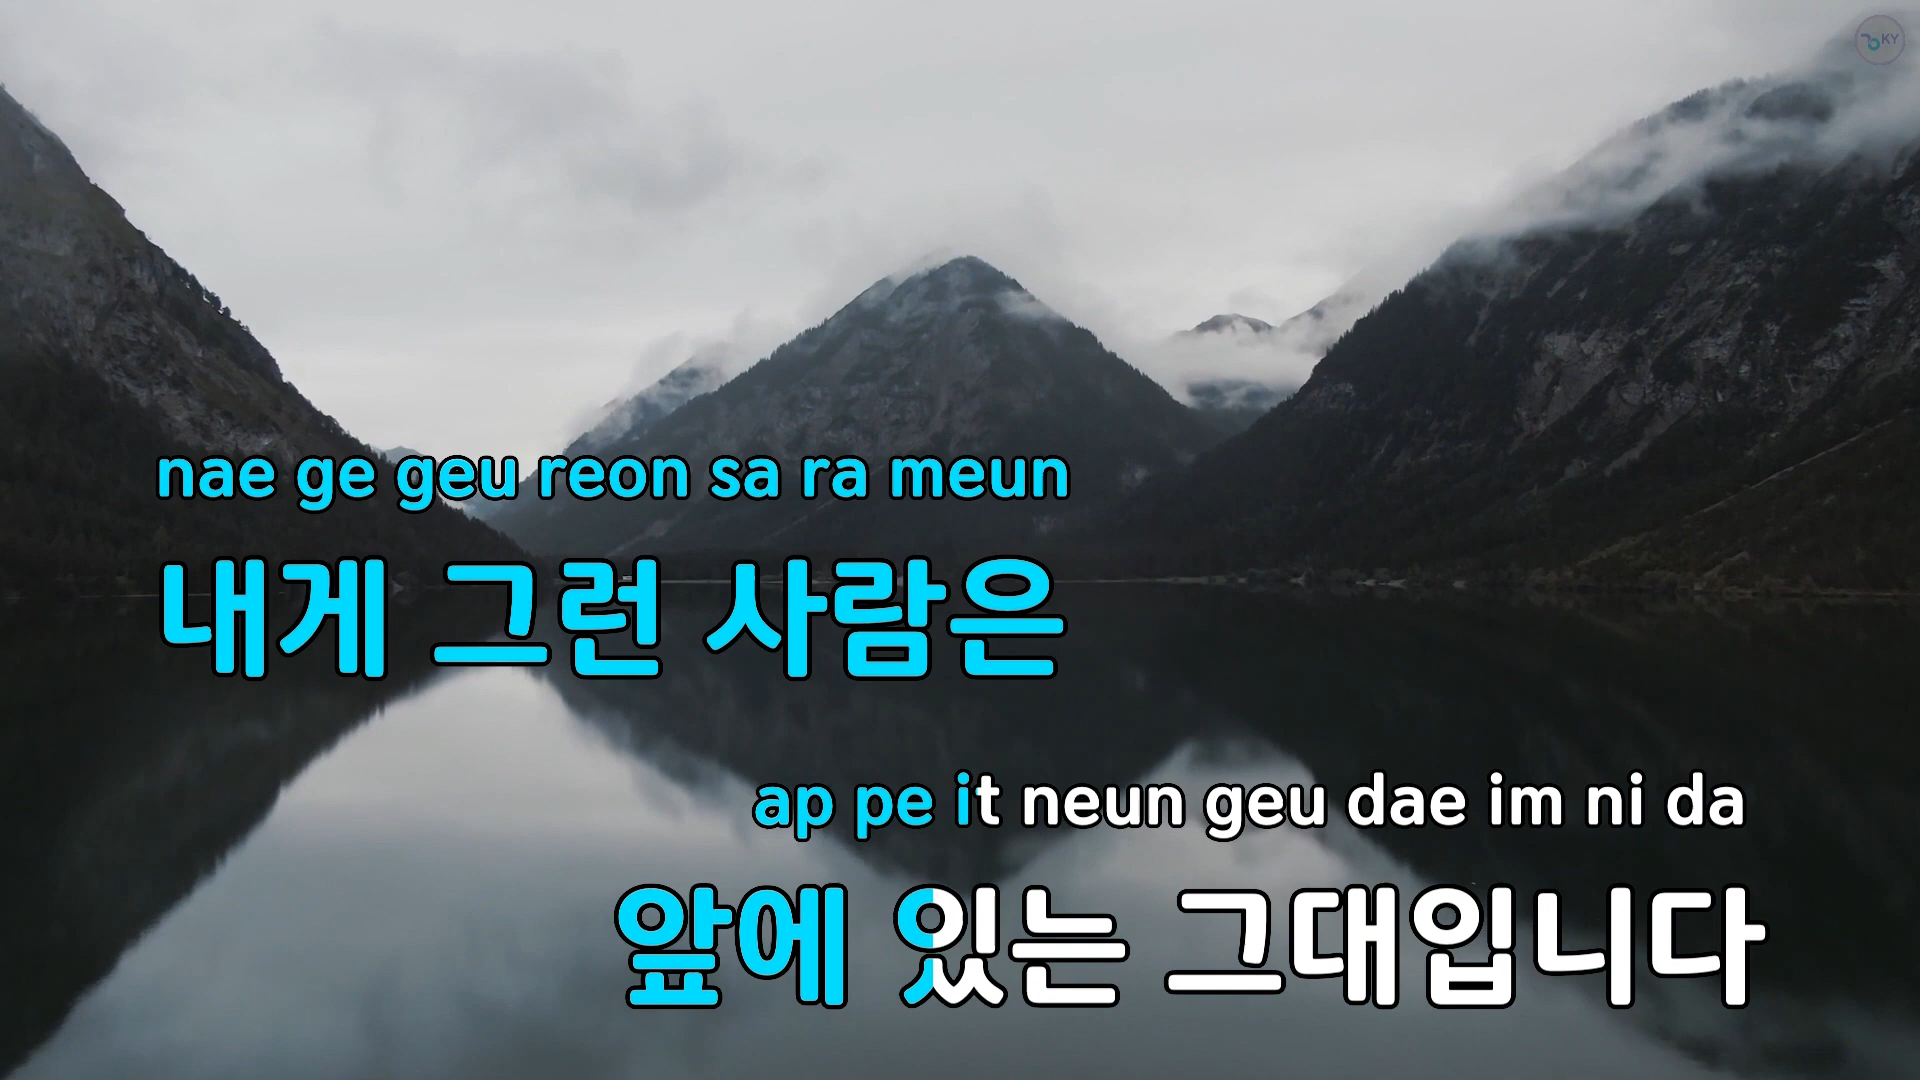 KY
nae ge geu reon sa ra meun
내게 그런 사람은
ap pe it neun geu dae im ni da
앞에 있는 그대입니다